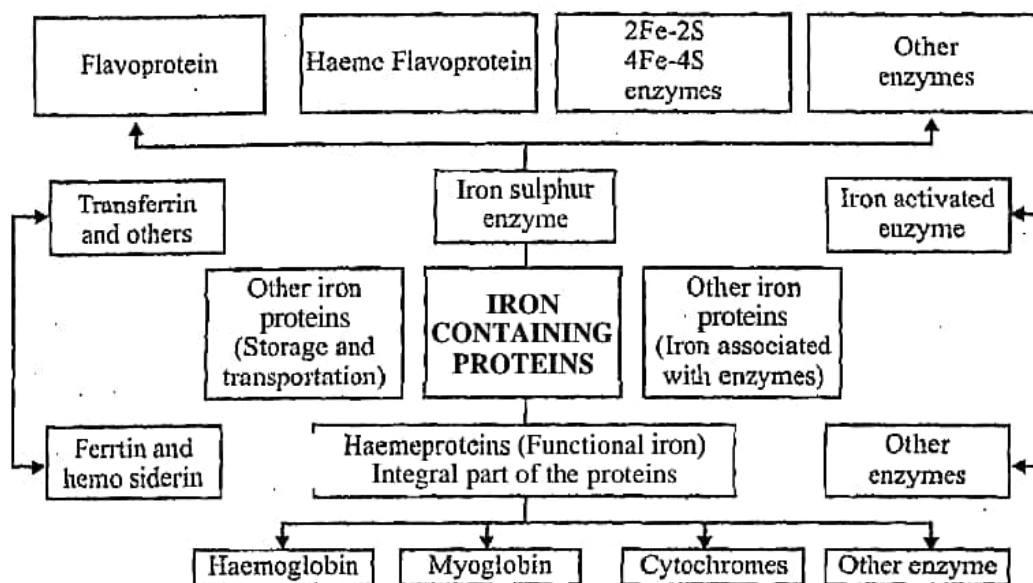 Flavoprotein
Haeme Flavoprotein
2Fe-2S
4Fe-4S
enzymes
Other
enzymes
Transferrin
and others
Iron sulphur
enzyme
Iron activated
enzyme
Other iron
proteins
(Storage and
transportation)
IRON
CONTAINING
PROTEINS
Other iron
proteins
(Iron associated
with enzymes)
Ferrtin and
hemo siderin
Haemeproteins (Functional iron)
Integral part of the proteins
Other
enzymes
Haemoglobin
Myoglobin
Cytochromes
Other enzyme